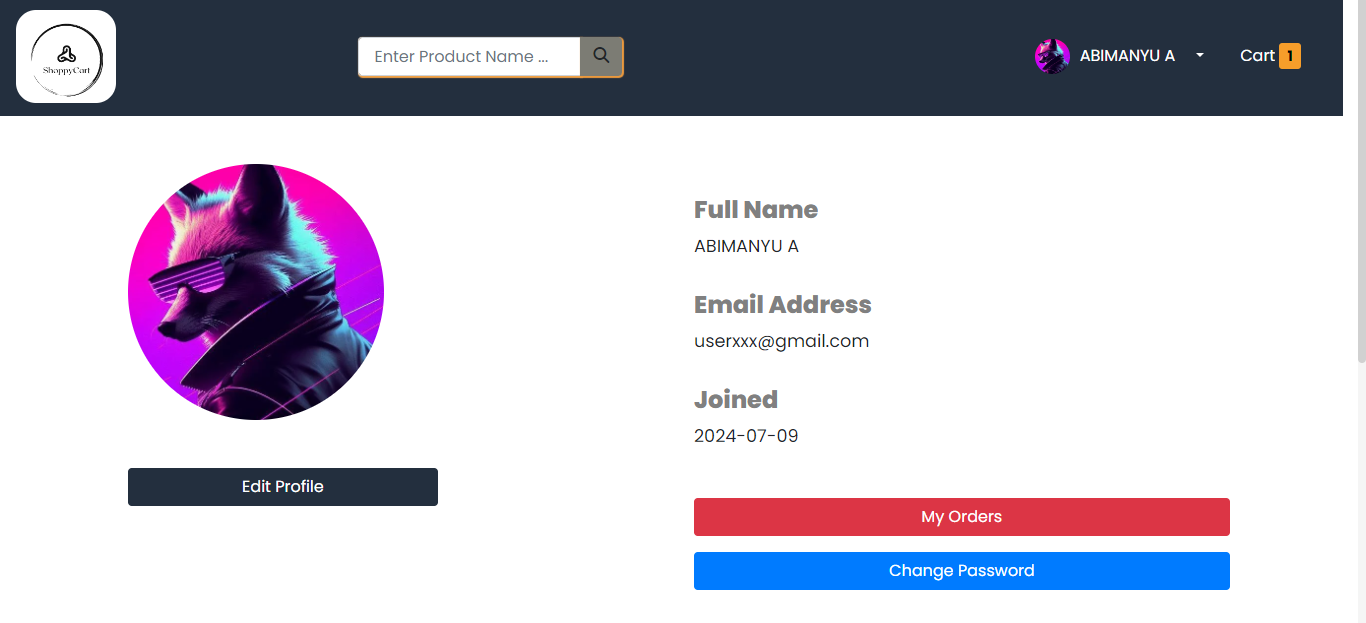 ShoppyCart
Enter Product Name ...
ABIMANYU A
Cart 1
Full Name
ABIMANYU A
Email Address
userxxx@gmail.com
Joined
2024-07-09
Edit Profile
My Orders
Change Password